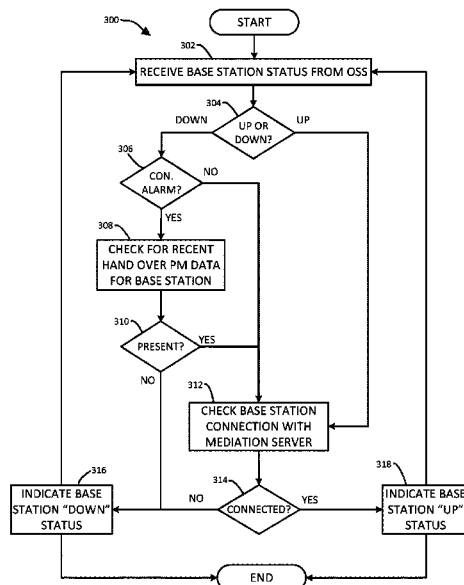 300
START
302
RECEIVE BASE STATION STATUS FROM OSS
304
DOWN
UP OR
DOWN?
UP
306
CON.
ALARM?
NO
YES
308
CHECK FOR RECENT
HAND OVER PM DATA
FOR BASE STATION
310
PRESENT?
YES
NO
312
CHECK BASE STATION
CONNECTION WITH
MEDIATION SERVER
316
INDICATE BASE
STATION "DOWN"
STATUS
314
NO
CONNECTED?
YES
318
INDICATE BASE
STATION "UP"
STATUS
END